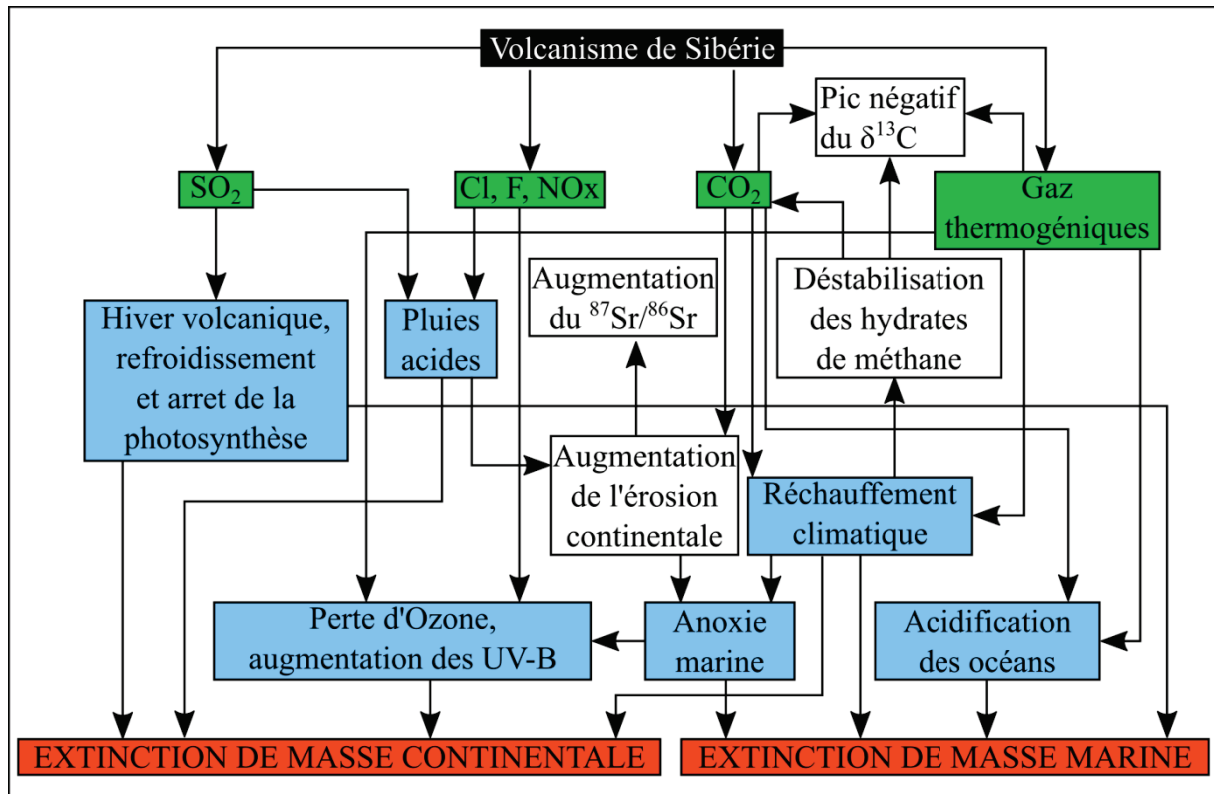 Volcanisme de Sibérie
Pic négatif
du δ¹³C
SO₂
Cl, F, NOx
CO₂
Gaz
thermogéniques
Augmentation
du ⁸⁷Sr/⁸⁶Sr
Déstabilisation
des hydrates
de méthane
Hiver volcanique,
refroidissement
et arret de la
photosynthèse
Pluies
acides
Augmentation
de l'érosion
continentale
Réchauffement
climatique
Perte d'Ozone,
augmentation des UV-B
Anoxie
marine
Acidification
des océans
EXTINCTION DE MASSE CONTINENTALE
EXTINCTION DE MASSE MARINE